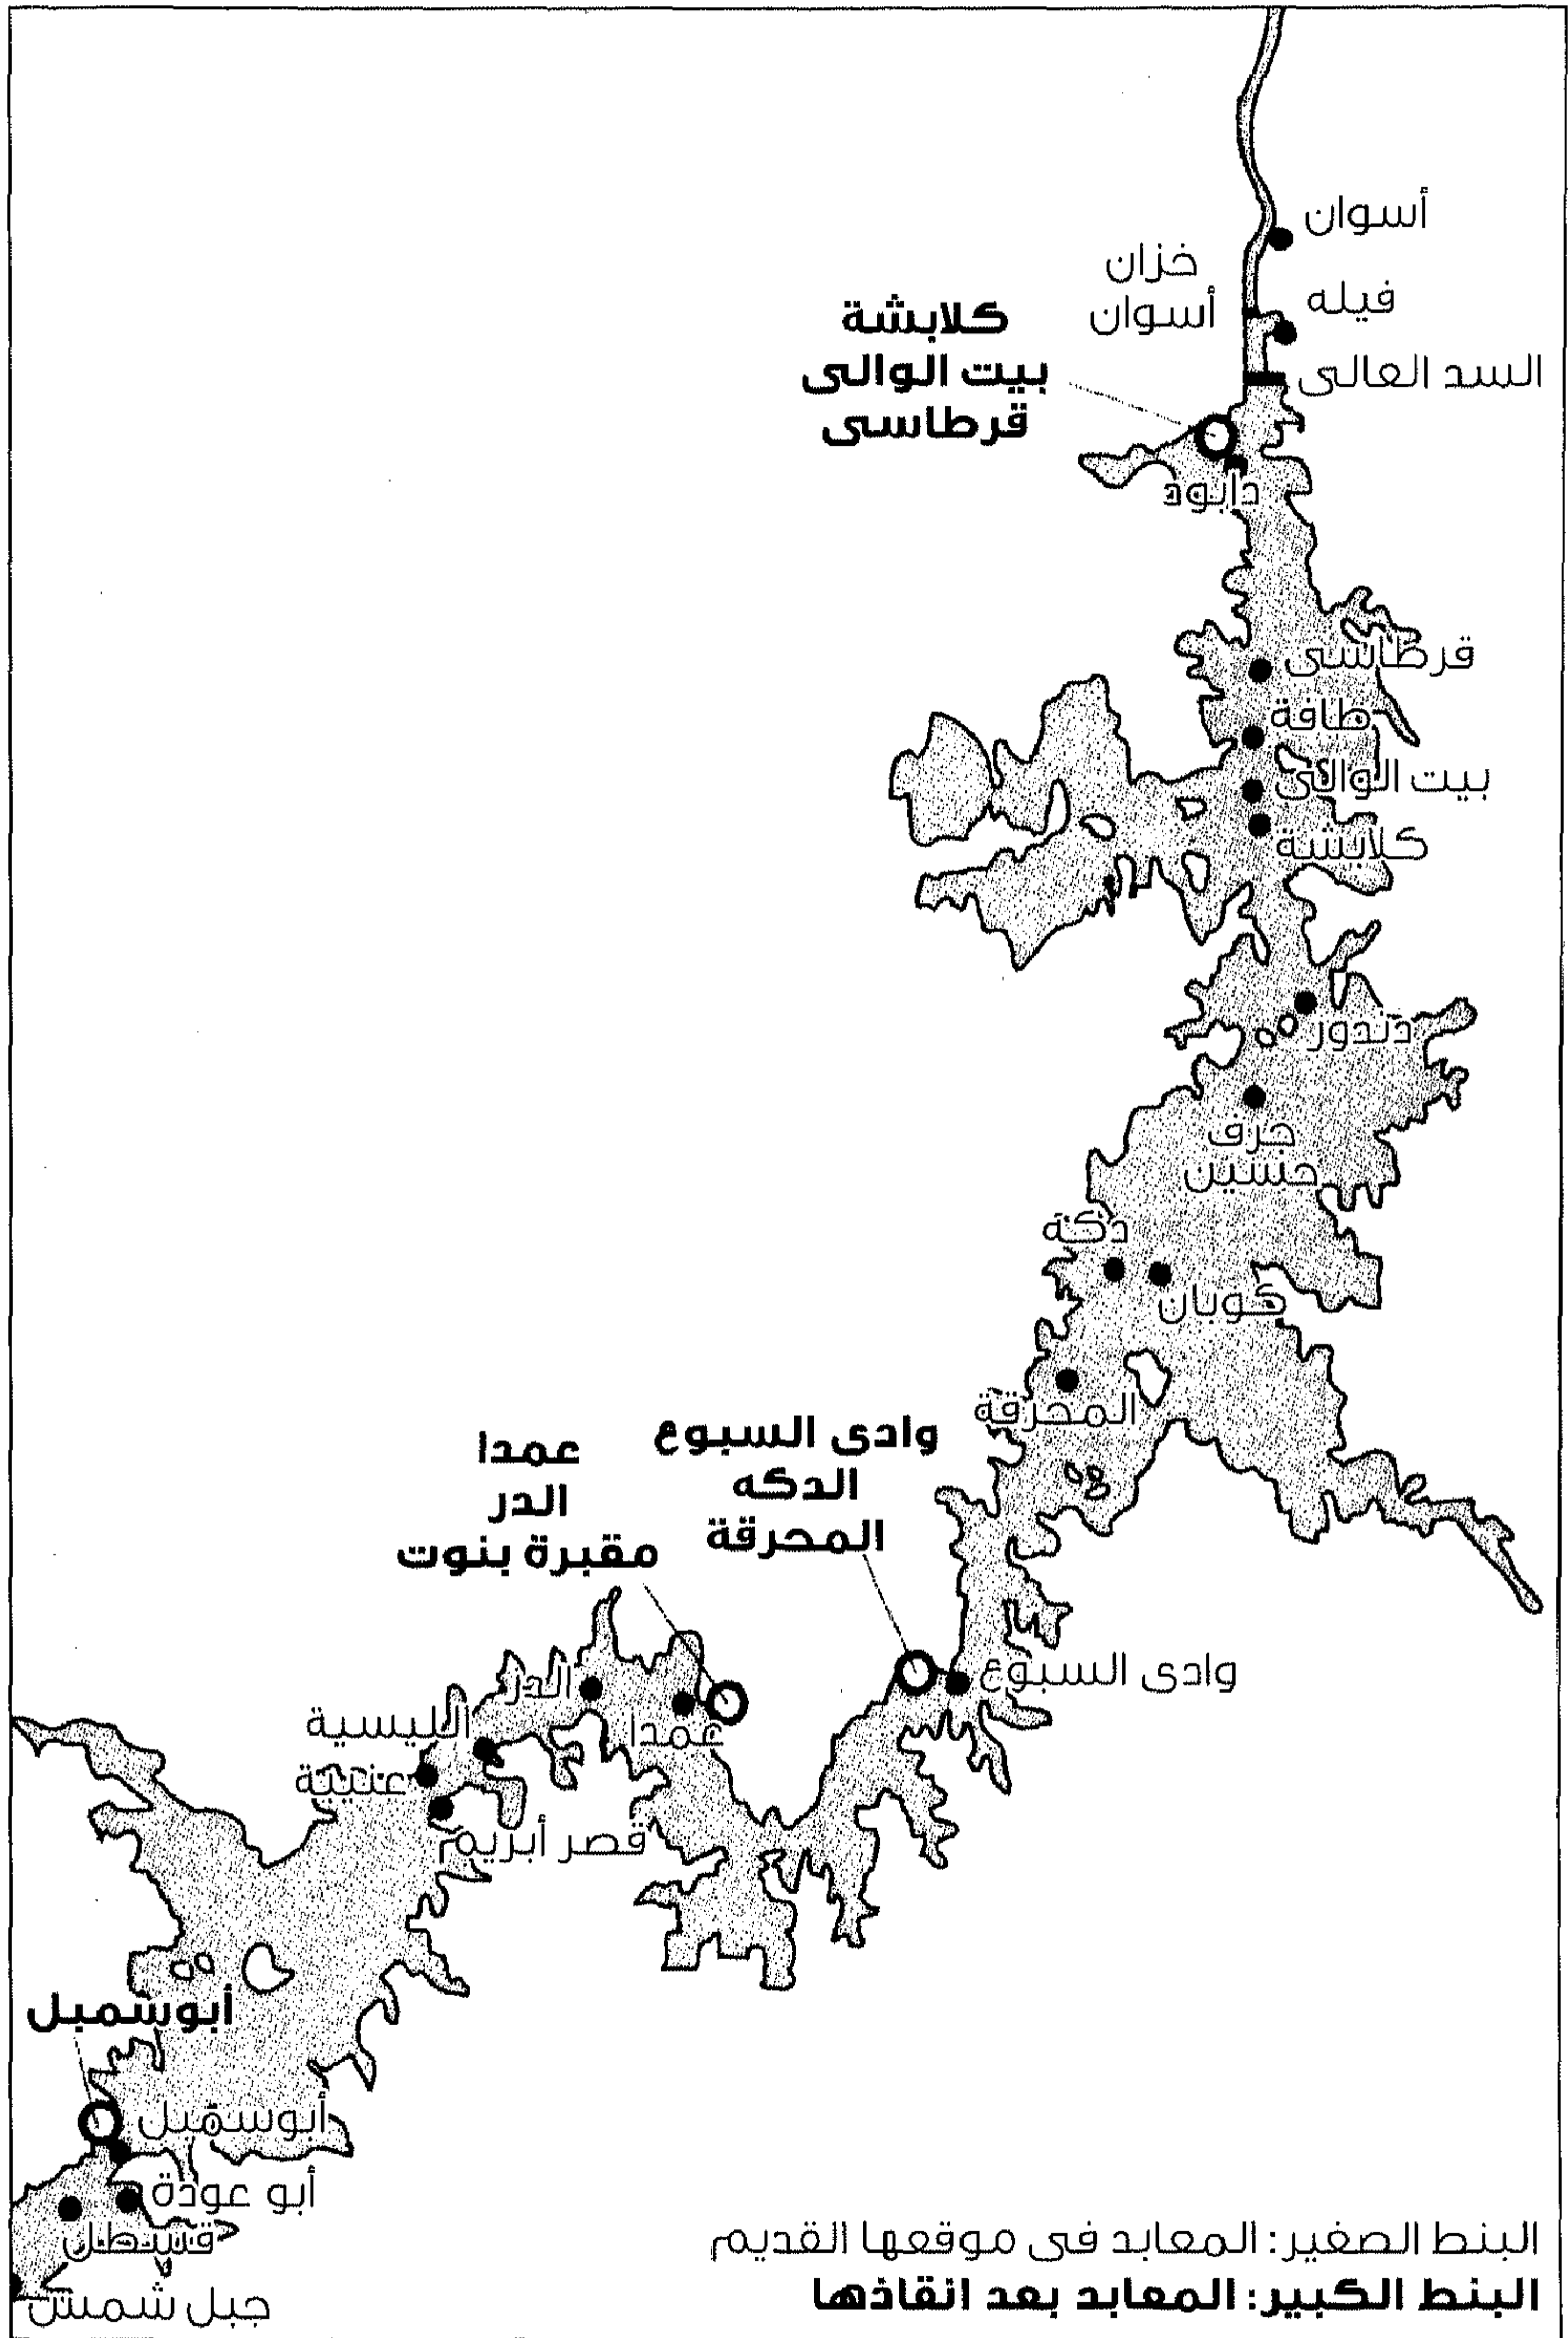 أسوان
خزان
أسوان
فيله
السد العالى
كلابشة
بيت الوالى
قرطاسى
دابود
قرطاسى
طافة
بيت الوالى
كلابشة
دندور
جرف
حسين
دكة
كوبان
المحرقة
وادى السبوع
الدكه
المحرقة
عمدا
الدر
مقبرة بنوت
وادى السبوع
الدر
عمدا
الليسية
عنيبة
قصر أبريم
أبوسمبل
أبوسمبل
أبو عودة
قسطل
جبل شمس
البنط الصغير: المعابد فى موقعها القديم
البنط الكبير: المعابد بعد انقاذها